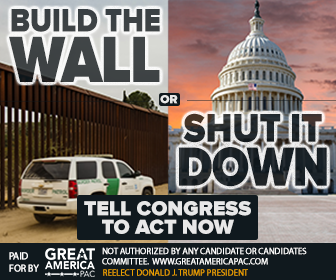 BUILD THE
WALL
OR
SHUT IT
DOWN
TELL CONGRESS
TO ACT NOW
PAID
FOR BY
GREAT
AMERICA
PAC
NOT AUTHORIZED BY ANY CANDIDATE OR CANDIDATES
COMMITTEE. WWW.GREATAMERICAPAC.COM
REELECT DONALD J. TRUMP PRESIDENT